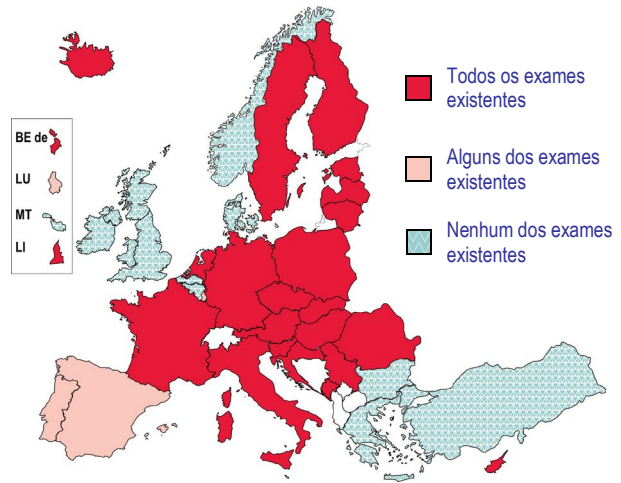 Todos os exames
existentes
Alguns dos exames
existentes
Nenhum dos exames
existentes
BE de
LU
MT
LI